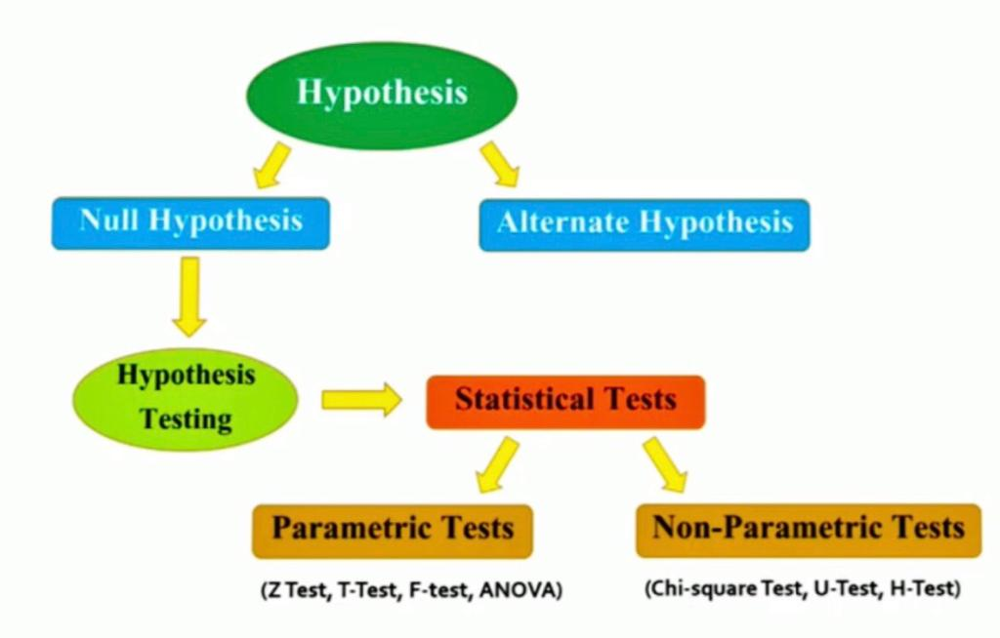 Hypothesis
Null Hypothesis
Alternate Hypothesis
Hypothesis
Testing
Statistical Tests
Parametric Tests
Non-Parametric Tests
(Z Test, T-Test, F-test, ANOVA)
(Chi-square Test, U-Test, H-Test)